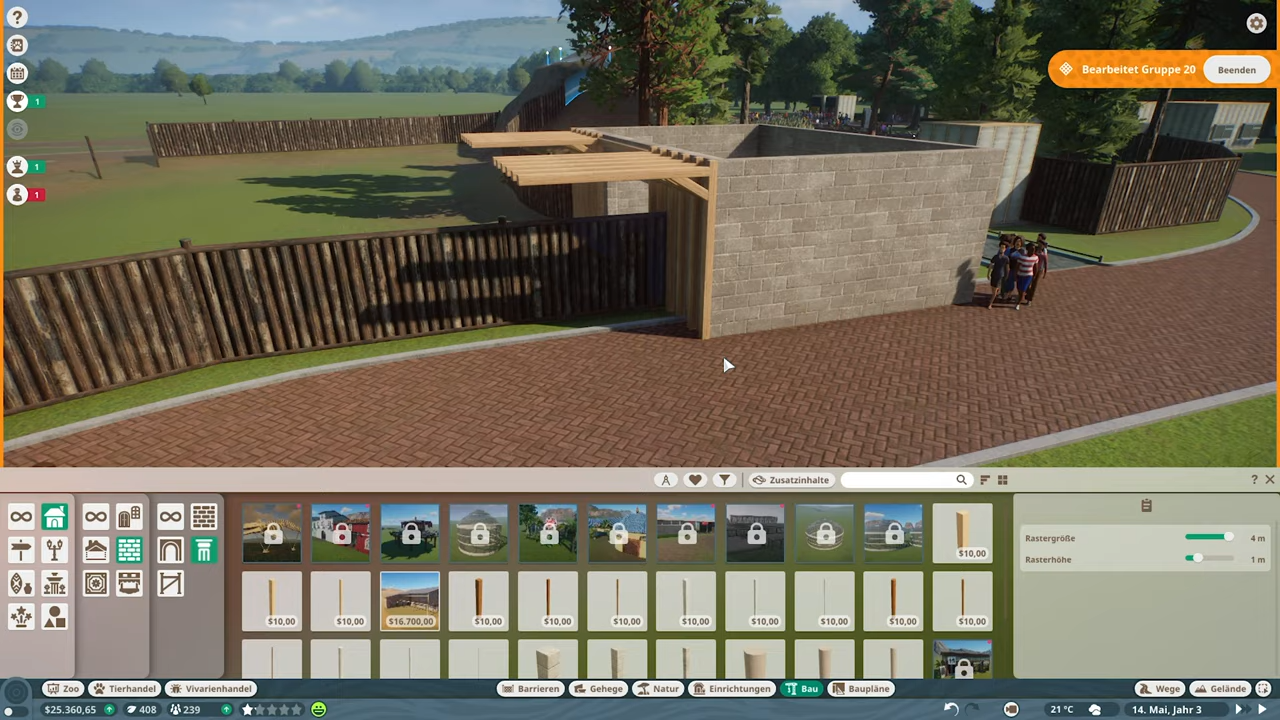 ?
Bearbeitet Gruppe 20
Beenden
1
1
1
Zusatzinhalte
?
Rastergröße 4 m
Rasterhöhe 1 m
$10,00
$10,00 $10,00 $16.700,00 $10,00 $10,00 $10,00 $10,00 $10,00 $10,00 $10,00 $10,00
Zoo Tierhandel Vivarienhandel Barrieren Gehege Natur Einrichtungen Bau Baupläne Wege Gelände
$25.360,65 408 239 21 °C 14. Mai, Jahr 3